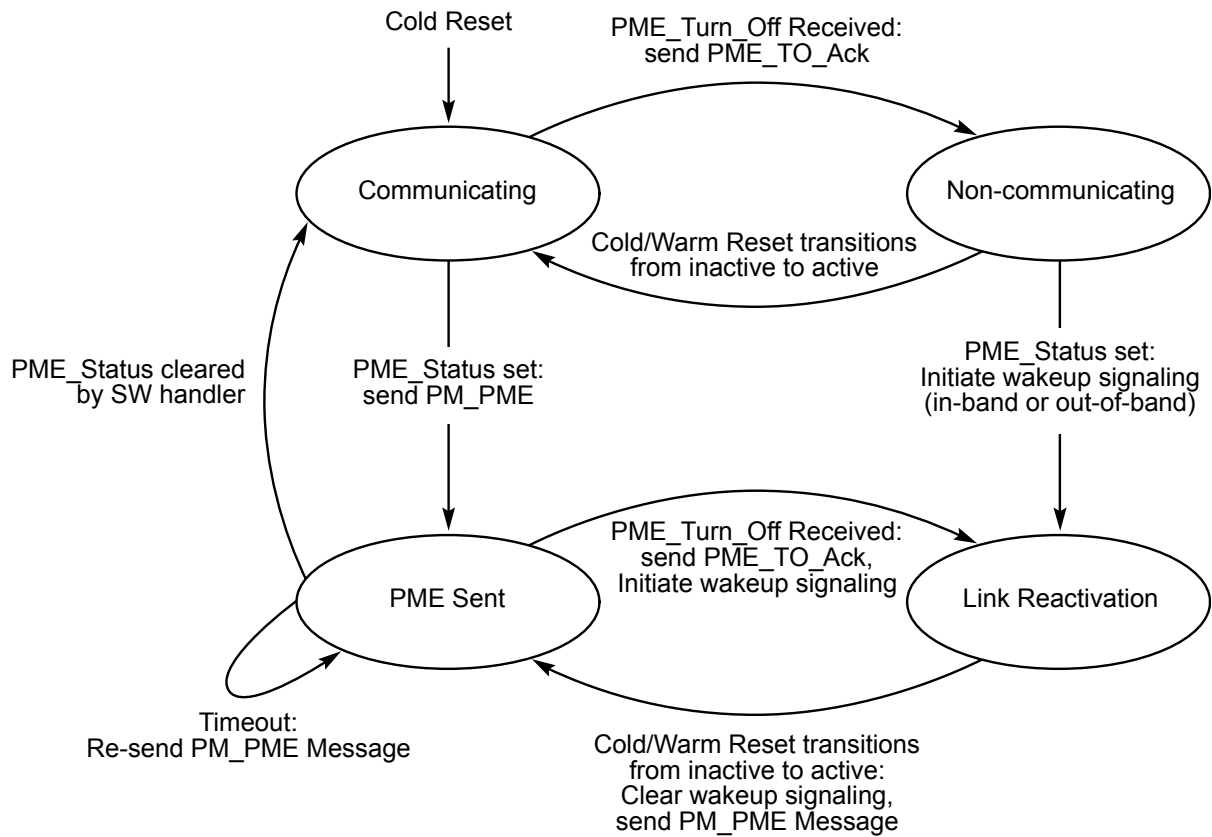 Cold Reset
PME_Turn_Off Received:
send PME_TO_Ack
Communicating
Non-communicating
Cold/Warm Reset transitions
from inactive to active
PME_Status cleared
by SW handler
PME_Status set:
send PM_PME
PME_Status set:
Initiate wakeup signaling
(in-band or out-of-band)
PME_Turn_Off Received:
send PME_TO_Ack,
Initiate wakeup signaling
PME Sent
Link Reactivation
Timeout:
Re-send PM_PME Message
Cold/Warm Reset transitions
from inactive to active:
Clear wakeup signaling,
send PM_PME Message